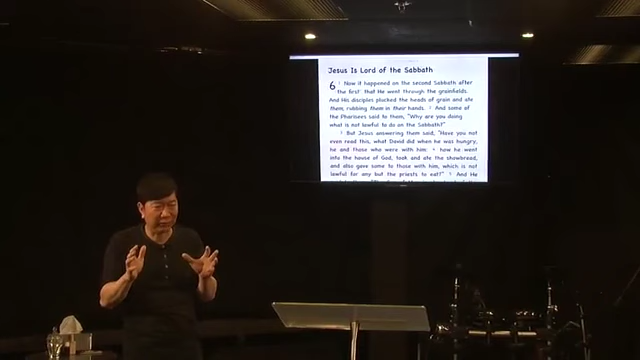 Jesus Is Lord of the Sabbath
6 1 Now it happened on the second Sabbath after
the first that He went through the grainfields.
And His disciples plucked the heads of grain and ate
them, rubbing them in their hands. 2 And some of
the Pharisees said to them, "Why are you doing
what is not lawful to do on the Sabbath?"
3 But Jesus answering them said, "Have you not
even read this, what David did when he was hungry,
he and those who were with him: 4 how he went
into the house of God, took and ate the showbread,
and also gave some to those with him, which is not
lawful for any but the priests to eat?" 5 And He